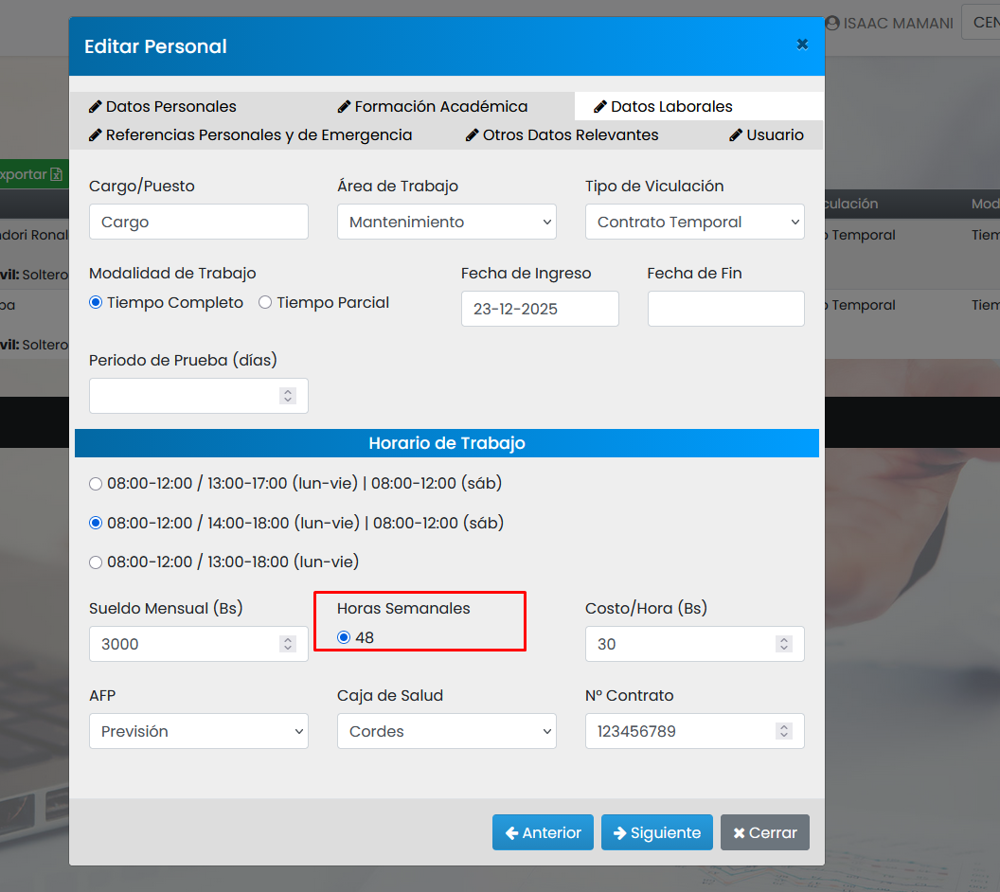 ISAAC MAMANI
CEN
Editar Personal
Datos Personales
Formación Académica
Datos Laborales
Referencias Personales y de Emergencia
Otros Datos Relevantes
Usuario
xportar
culación
Mod
ndori Ronal
Temporal
Tiem
vil: Soltero
ba
Temporal
Tiem
vil: Soltero
Cargo/Puesto
Área de Trabajo
Tipo de Viculación
Cargo
Mantenimiento
Contrato Temporal
Modalidad de Trabajo
Fecha de Ingreso
Fecha de Fin
Tiempo Completo
Tiempo Parcial
23-12-2025
Periodo de Prueba (días)
Horario de Trabajo
08:00-12:00 / 13:00-17:00 (lun-vie) | 08:00-12:00 (sáb)
08:00-12:00 / 14:00-18:00 (lun-vie) | 08:00-12:00 (sáb)
08:00-12:00 / 13:00-18:00 (lun-vie)
Sueldo Mensual (Bs)
Horas Semanales
Costo/Hora (Bs)
3000
48
30
AFP
Caja de Salud
Nº Contrato
Previsión
Cordes
123456789
Anterior
Siguiente
Cerrar